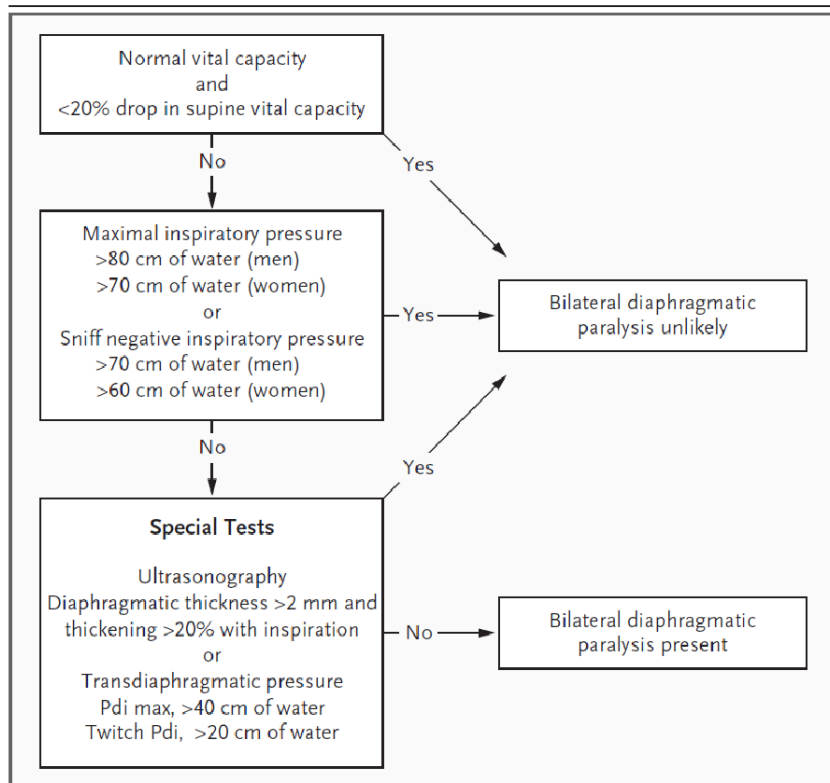 Normal vital capacity
and
<20% drop in supine vital capacity
No
Yes
Maximal inspiratory pressure
>80 cm of water (men)
>70 cm of water (women)
or
Sniff negative inspiratory pressure
>70 cm of water (men)
>60 cm of water (women)
Yes
Bilateral diaphragmatic
paralysis unlikely
No
Yes
Special Tests
Ultrasonography
Diaphragmatic thickness >2 mm and
thickening >20% with inspiration
or
Transdiaphragmatic pressure
Pdi max, >40 cm of water
Twitch Pdi, >20 cm of water
No
Bilateral diaphragmatic
paralysis present